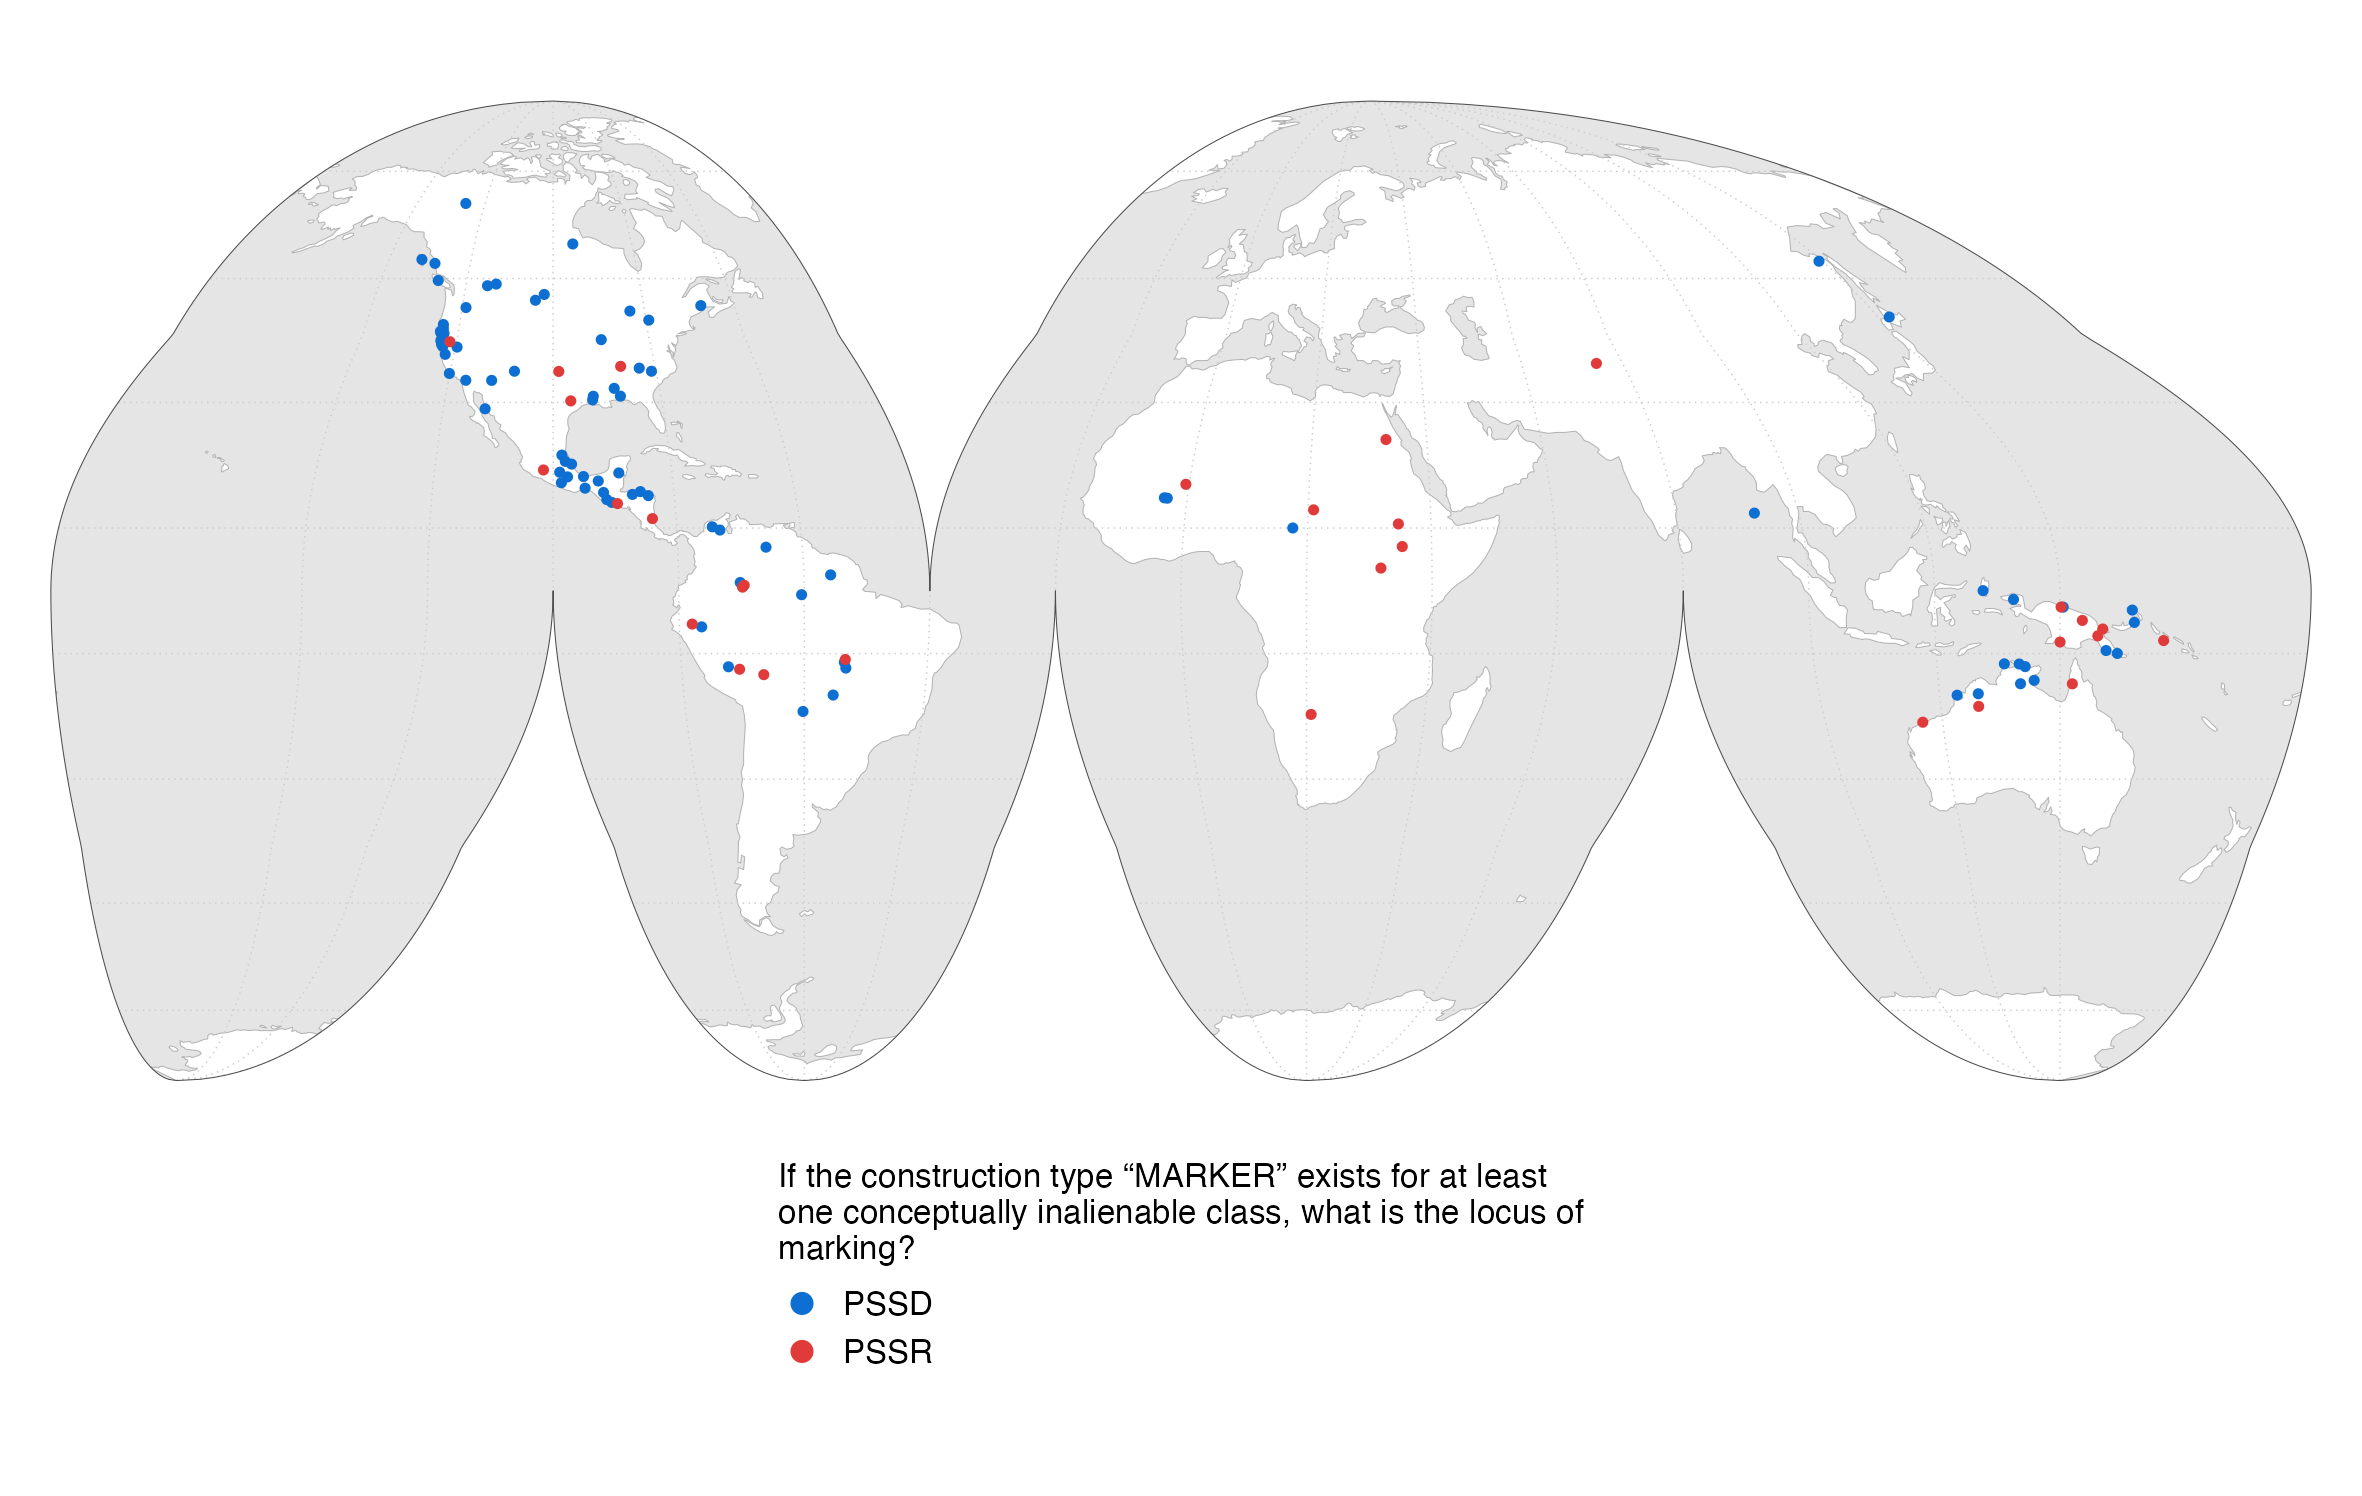 If the construction type “MARKER” exists for at least
one conceptually inalienable class, what is the locus of
marking?
PSSD
PSSR